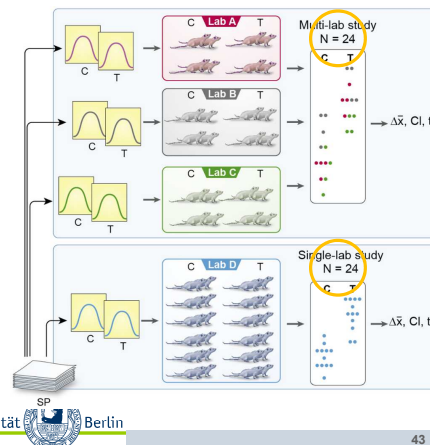 C Lab A T
Multi-lab study
N = 24
C T
C T
C Lab B T
C T
Δx̄, CI, t
C Lab C T
C T
C Lab D T
Single-lab study
N = 24
C T
C T
Δx̄, CI, t
SP
tät Berlin
43